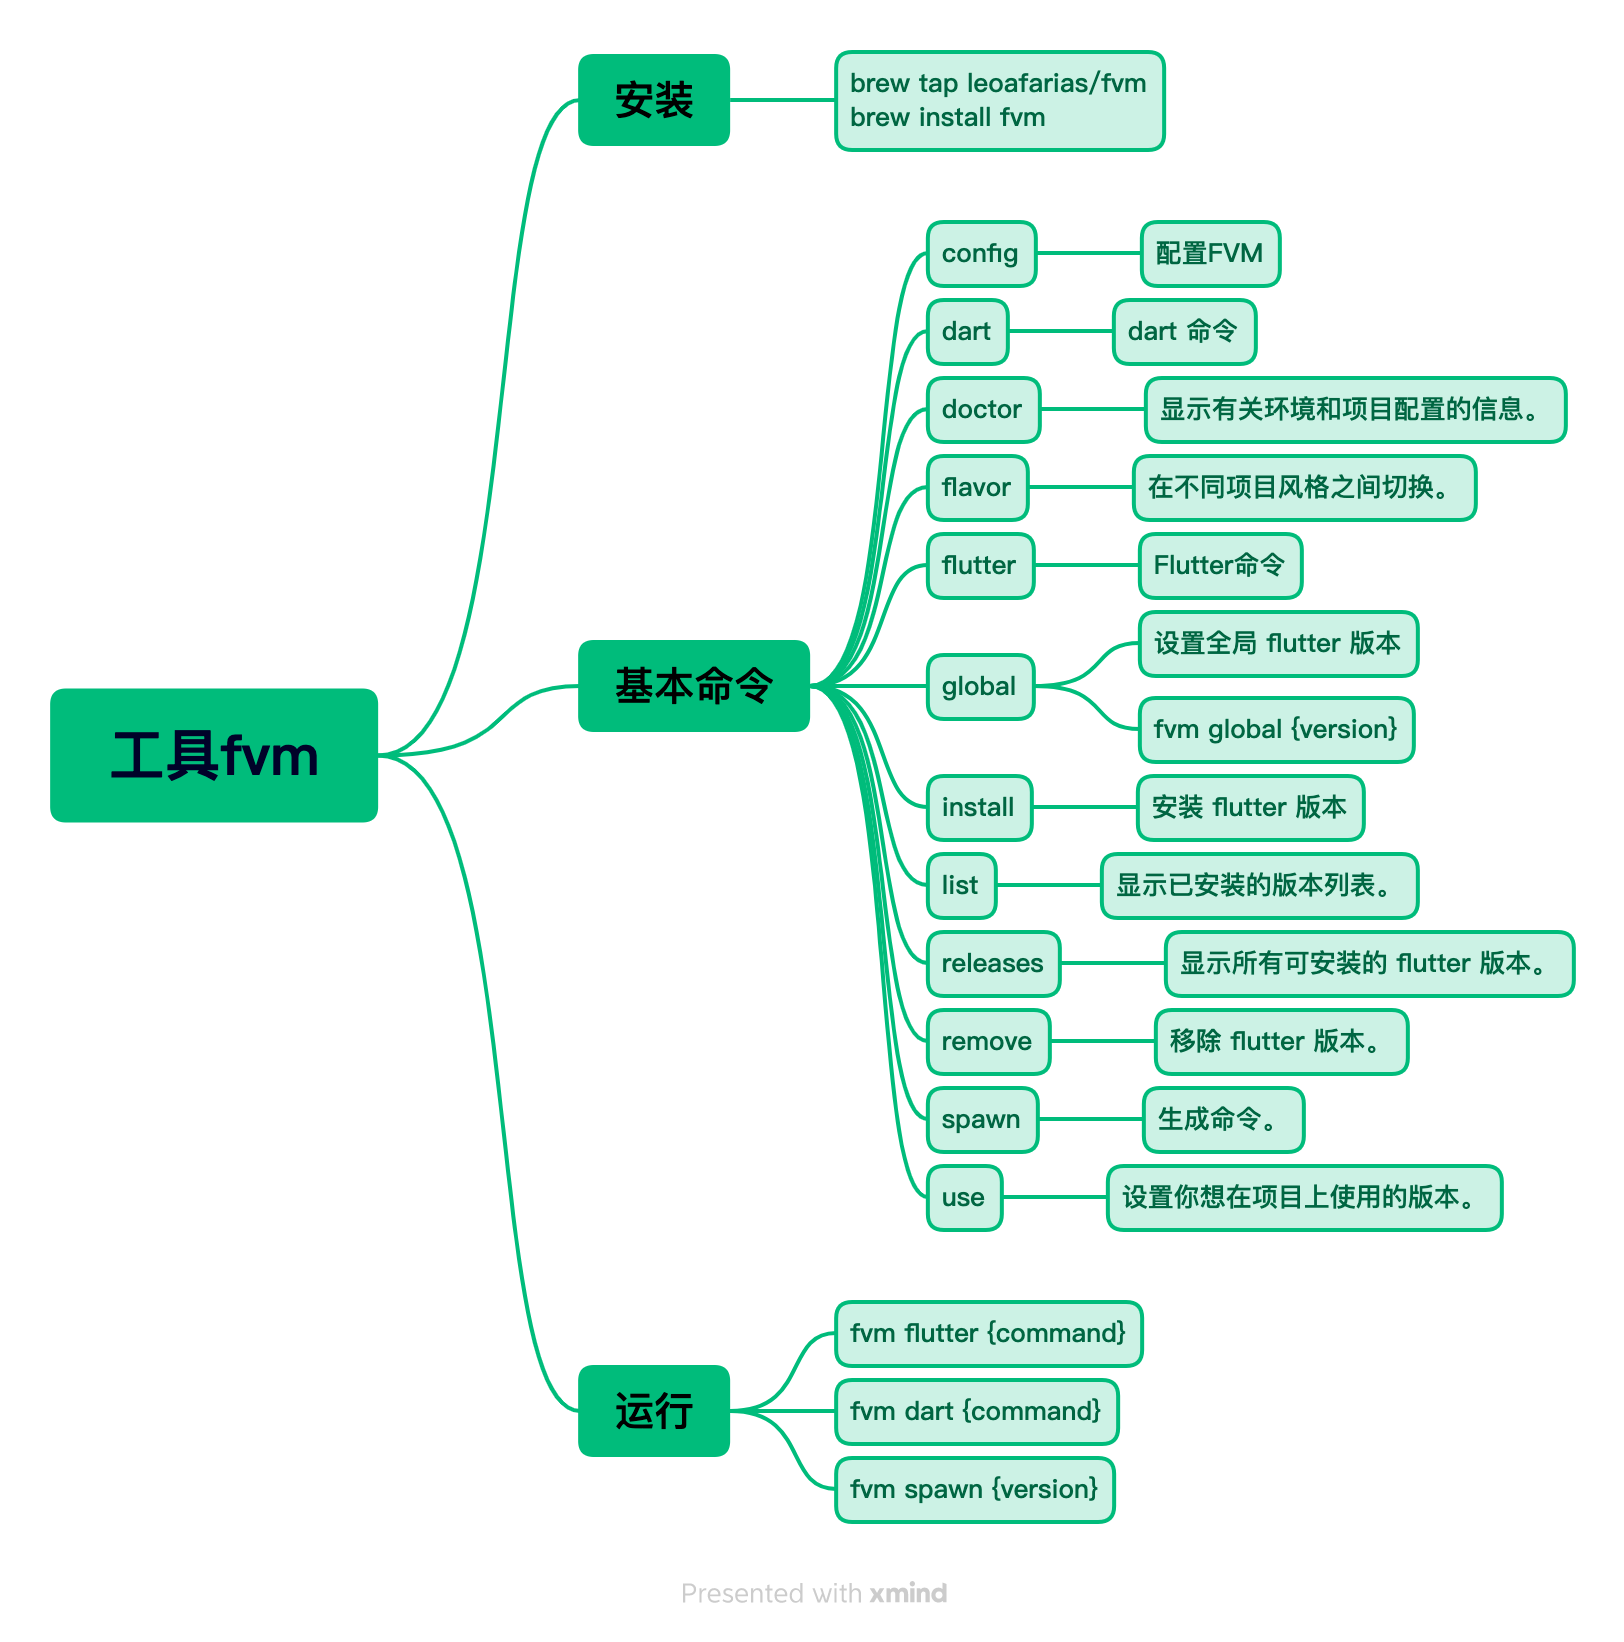 工具fvm
安装
brew tap leoafarias/fvm
brew install fvm
基本命令
config
配置FVM
dart
dart 命令
doctor
显示有关环境和项目配置的信息。
flavor
在不同项目风格之间切换。
flutter
Flutter命令
global
设置全局 flutter 版本
fvm global {version}
install
安装 flutter 版本
list
显示已安装的版本列表。
releases
显示所有可安装的 flutter 版本。
remove
移除 flutter 版本。
spawn
生成命令。
use
设置你想在项目上使用的版本。
运行
fvm flutter {command}
fvm dart {command}
fvm spawn {version}
Presented with xmind